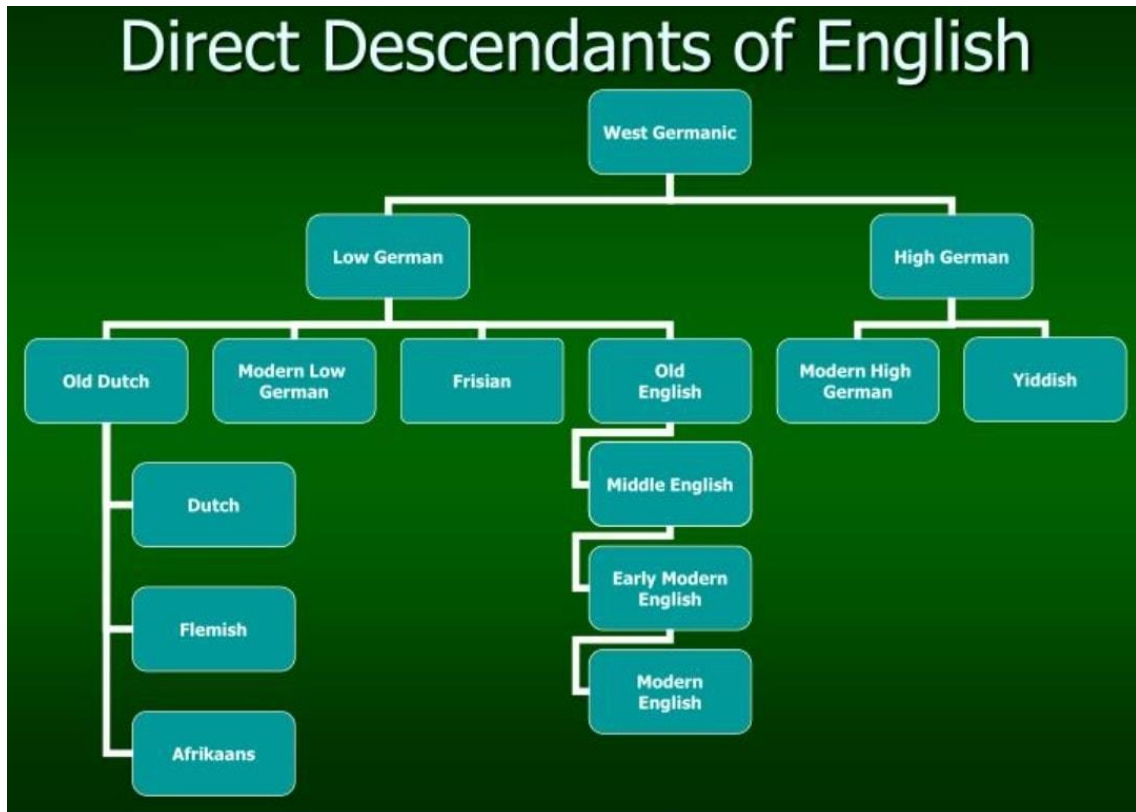 Direct Descendants of English
West Germanic
Low German
High German
Old Dutch
Modern Low
German
Frisian
Old
English
Modern High
German
Yiddish
Dutch
Middle English
Early Modern
English
Flemish
Modern
English
Afrikaans